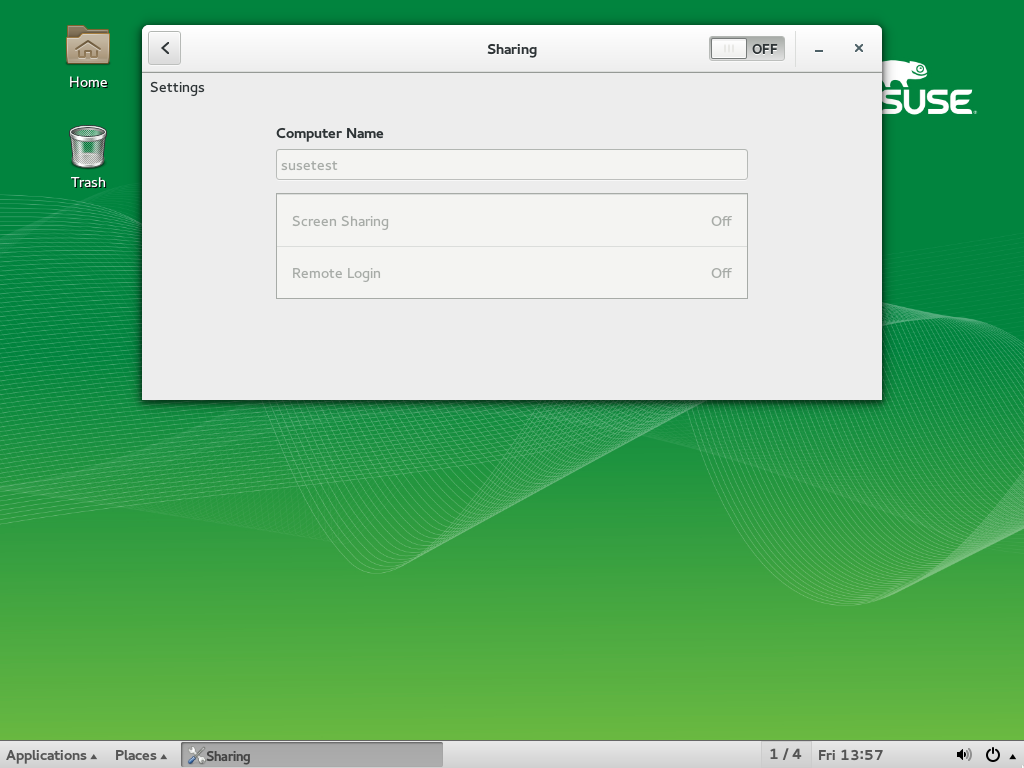 Home
Trash
Sharing
OFF
Settings
SUSE
Computer Name
susetest
Screen Sharing Off
Remote Login Off
Applications Places Sharing 1 / 4 Fri 13:57